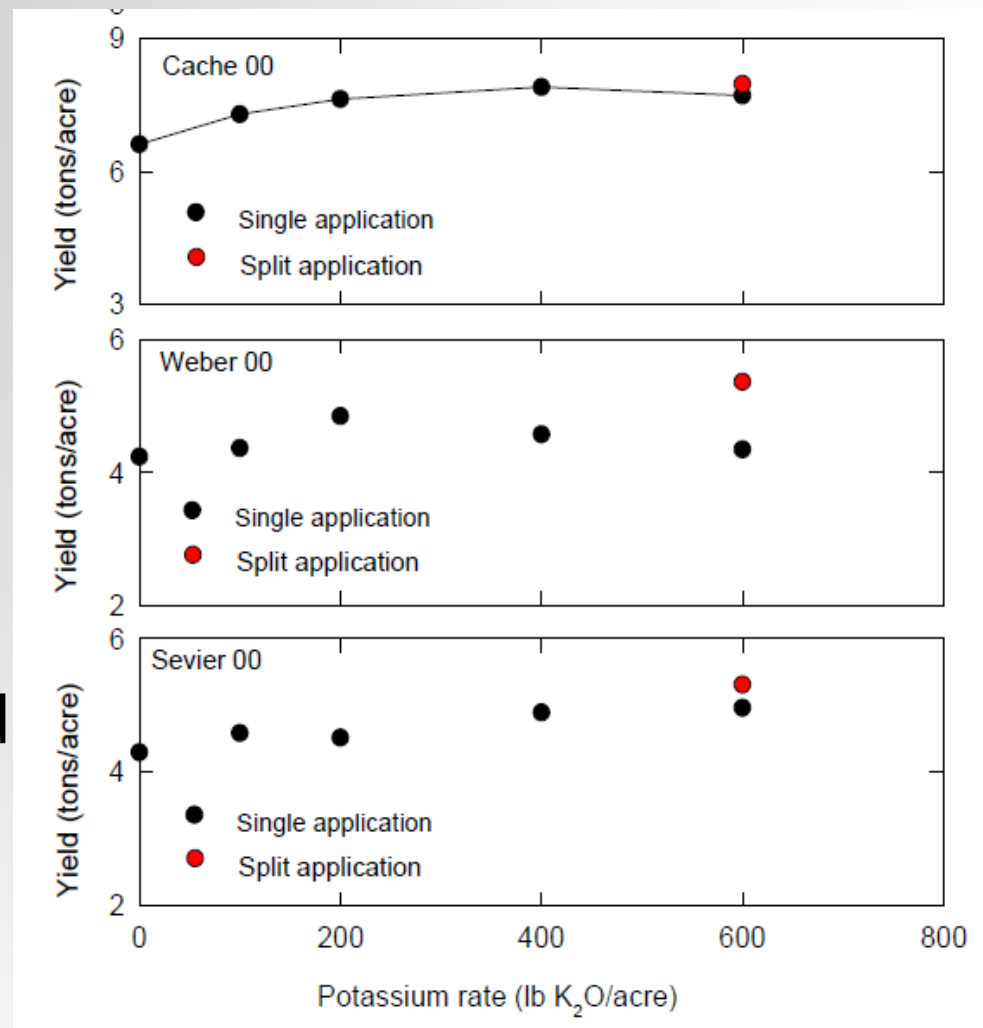 9
Cache 00
6
Single application
Split application
3
Yield (tons/acre)
6
Weber 00
4
Single application
Split application
2
Yield (tons/acre)
6
Sevier 00
4
Single application
Split application
2
Yield (tons/acre)
0 200 400 600 800
Potassium rate (lb K₂O/acre)